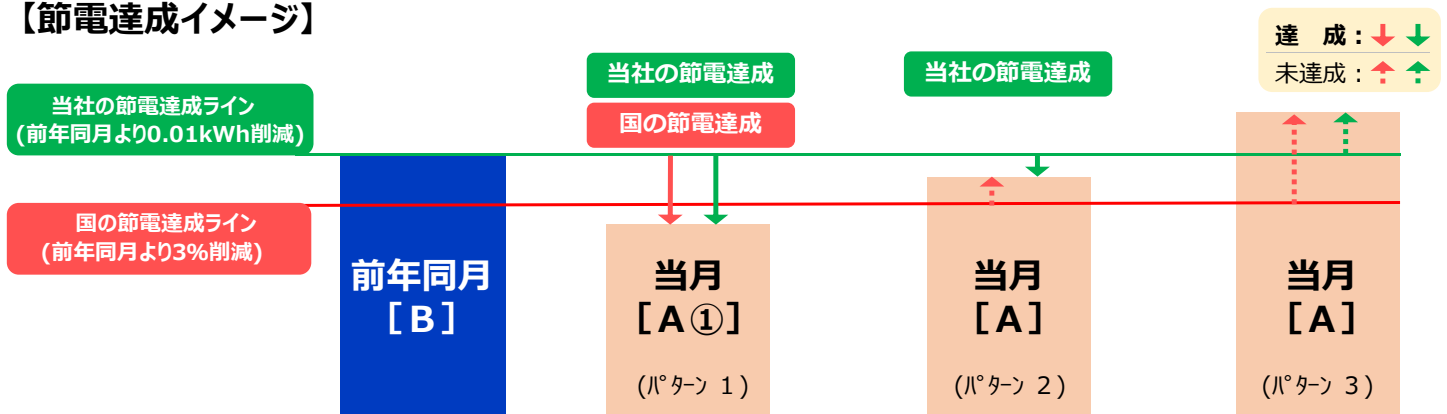 【節電達成イメージ】
達　成：
未達成：
当社の節電達成
当社の節電達成
国の節電達成
当社の節電達成ライン
(前年同月より0.01kWh削減)
国の節電達成ライン
(前年同月より3%削減)
前年同月
［B］
当月
［A①］
(ﾊﾟﾀｰﾝ 1)
当月
［A］
(ﾊﾟﾀｰﾝ 2)
当月
［A］
(ﾊﾟﾀｰﾝ 3)